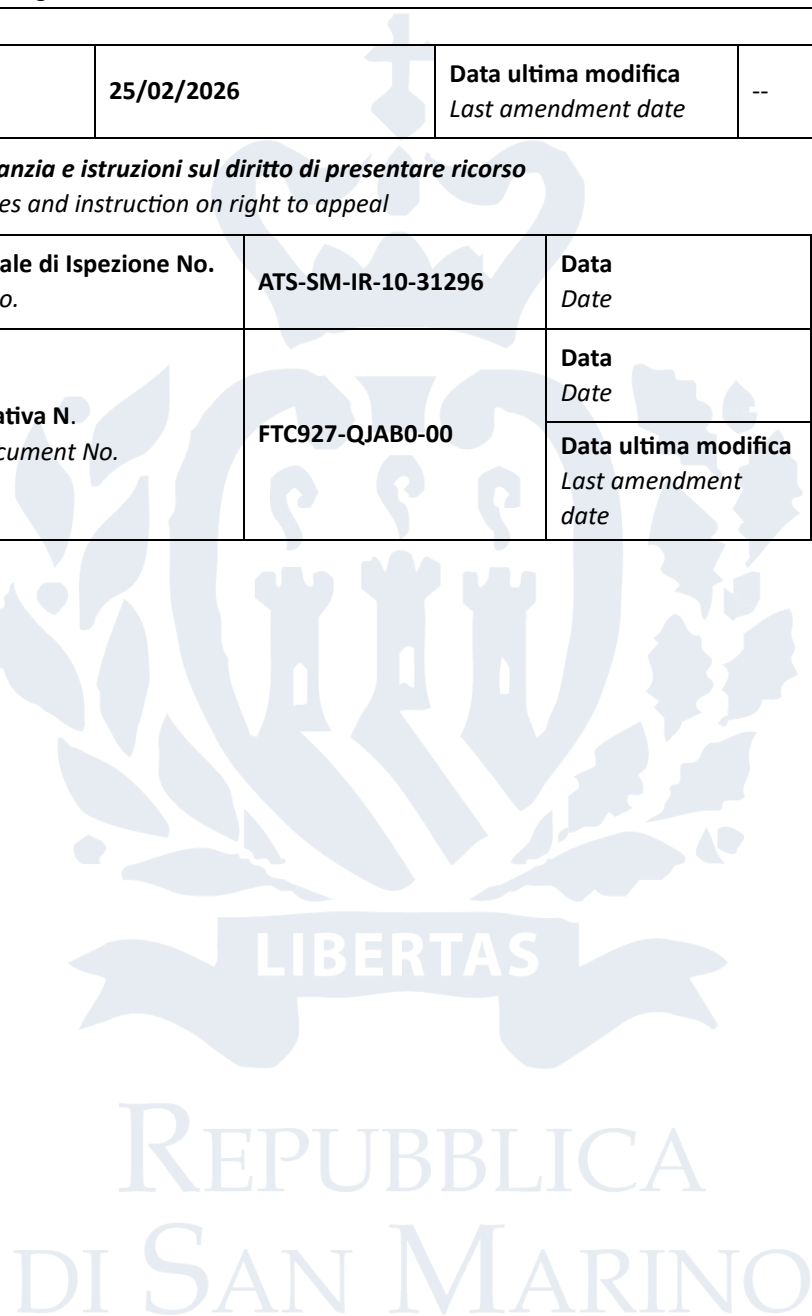 25/02/2026
Data ultima modifica
Last amendment date
--
anzia e istruzioni sul diritto di presentare ricorso
es and instruction on right to appeal
ale di Ispezione No.
o.
ATS-SM-IR-10-31296
Data
Date
ativa N.
cument No.
FTC927-QJAB0-00
Data
Date
Data ultima modifica
Last amendment
date
LIBERTAS
REPUBBLICA
DI SAN MARINO